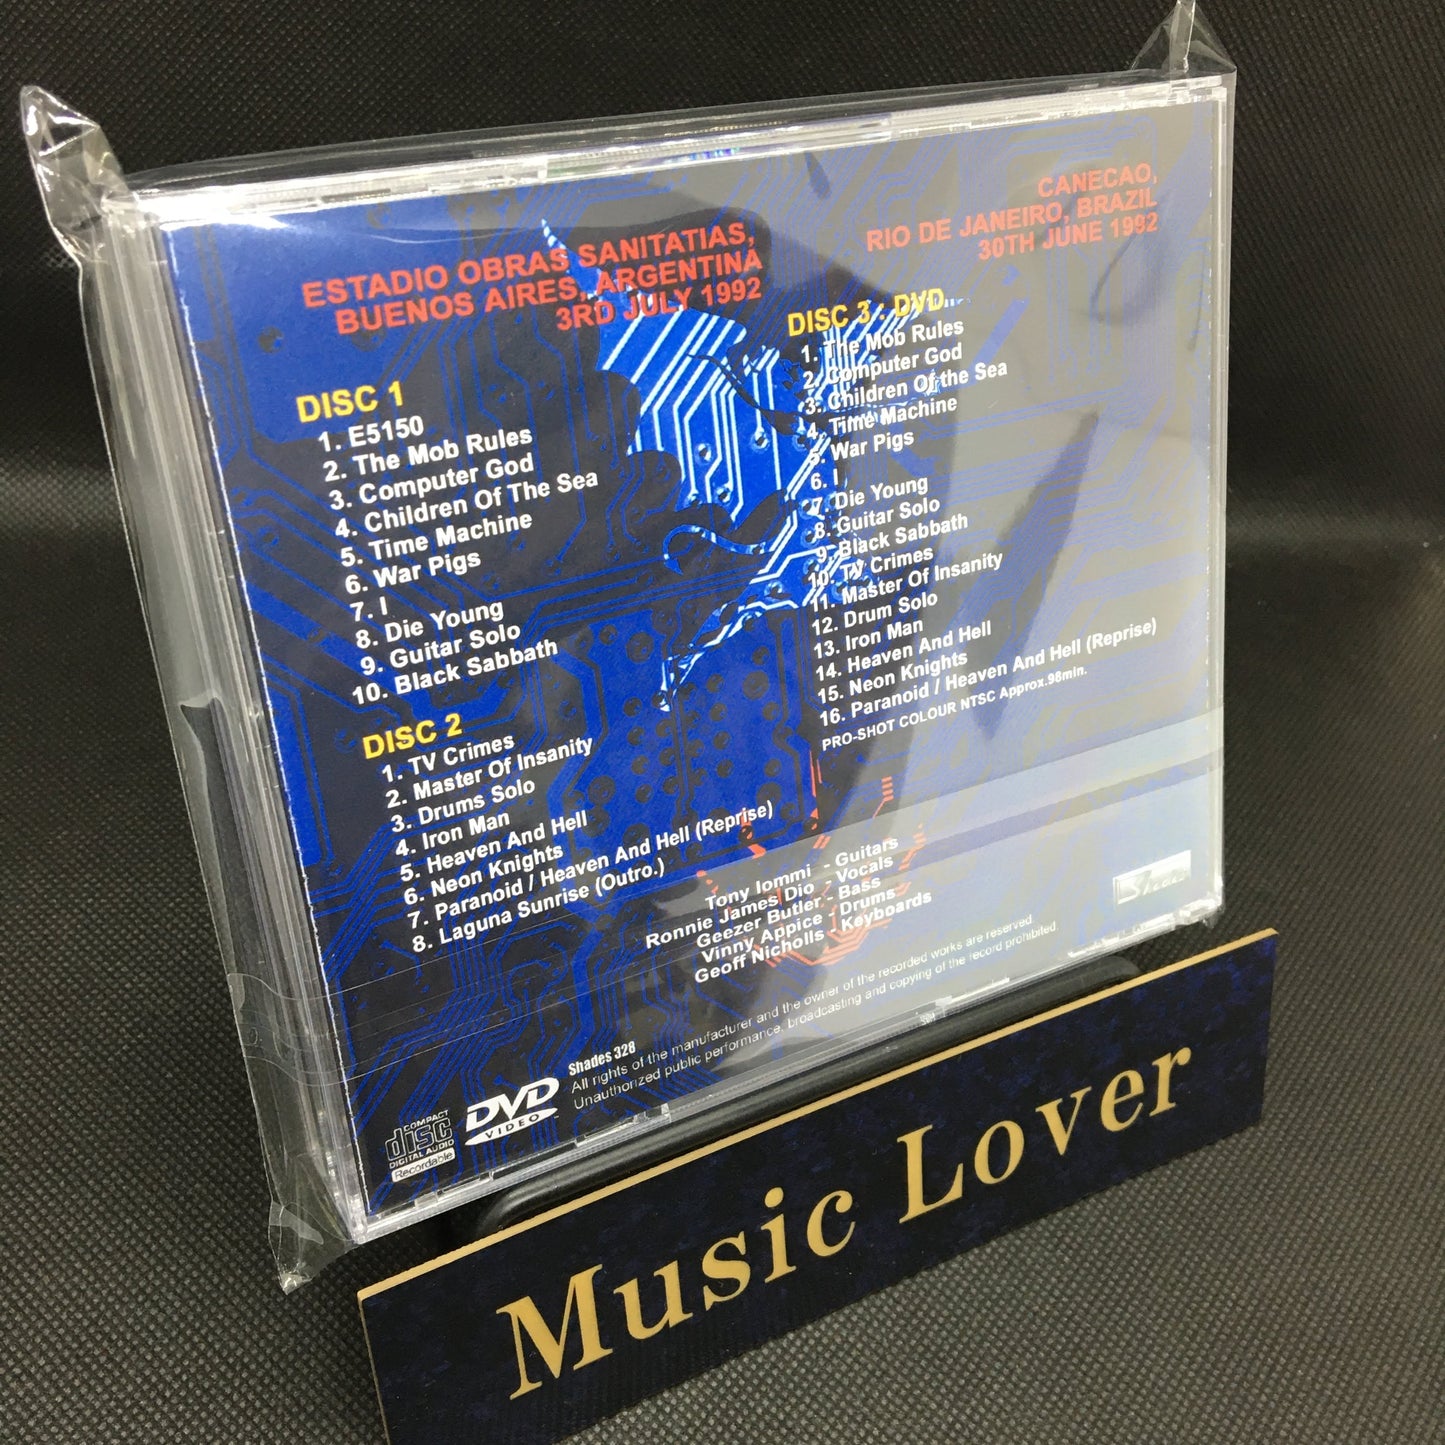 ESTADIO OBRAS SANITATIAS,
BUENOS AIRES, ARGENTINA
3RD JULY 1992
DISC 1
1. E5150
2. The Mob Rules
3. Computer God
4. Children Of The Sea
5. Time Machine
6. War Pigs
7. I
8. Die Young
9. Guitar Solo
10. Black Sabbath
DISC 2
1. TV Crimes
2. Master Of Insanity
3. Drums Solo
4. Iron Man
5. Heaven And Hell
6. Neon Knights
7. Paranoid / Heaven And Hell (Reprise)
8. Laguna Sunrise (Outro.)
CANECAO,
RIO DE JANEIRO, BRAZIL
30TH JUNE 1992
DISC 3 : DVD
1. The Mob Rules
2. Computer God
3. Children Of the Sea
4. Time Machine
5. War Pigs
6. I
7. Die Young
8. Guitar Solo
9. Black Sabbath
10. TV Crimes
11. Master Of Insanity
12. Drum Solo
13. Iron Man
14. Heaven And Hell
15. Neon Knights
16. Paranoid / Heaven And Hell (Reprise)
PRO-SHOT COLOUR NTSC Approx.98min.
Tony Iommi - Guitars
Ronnie James Dio - Vocals
Geezer Butler - Bass
Vinny Appice - Drums
Geoff Nicholls - Keyboards
Shades 328
All rights of the manufacturer and the owner of the recorded works are reserved.
Unauthorized public performance, broadcasting and copying of the record prohibited.
COMPACT
disc
DIGITAL AUDIO
Recordable
DVD
VIDEO
Music Lover